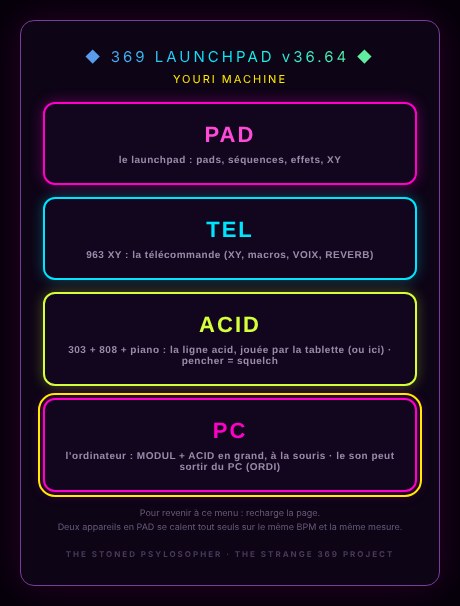 ◆ 369 LAUNCHPAD v36.64 ◆
YOURI MACHINE
PAD
le launchpad : pads, séquences, effets, XY
TEL
963 XY : la télécommande (XY, macros, VOIX, REVERB)
ACID
303 + 808 + piano : la ligne acid, jouée par la tablette (ou ici) ·
pencher = squelch
PC
l'ordinateur : MODUL + ACID en grand, à la souris · le son peut
sortir du PC (ORDI)
Pour revenir à ce menu : recharge la page.
Deux appareils en PAD se calent tout seuls sur le même BPM et la même mesure.
THE STONED PSYLOSOPHER · THE STRANGE 369 PROJECT